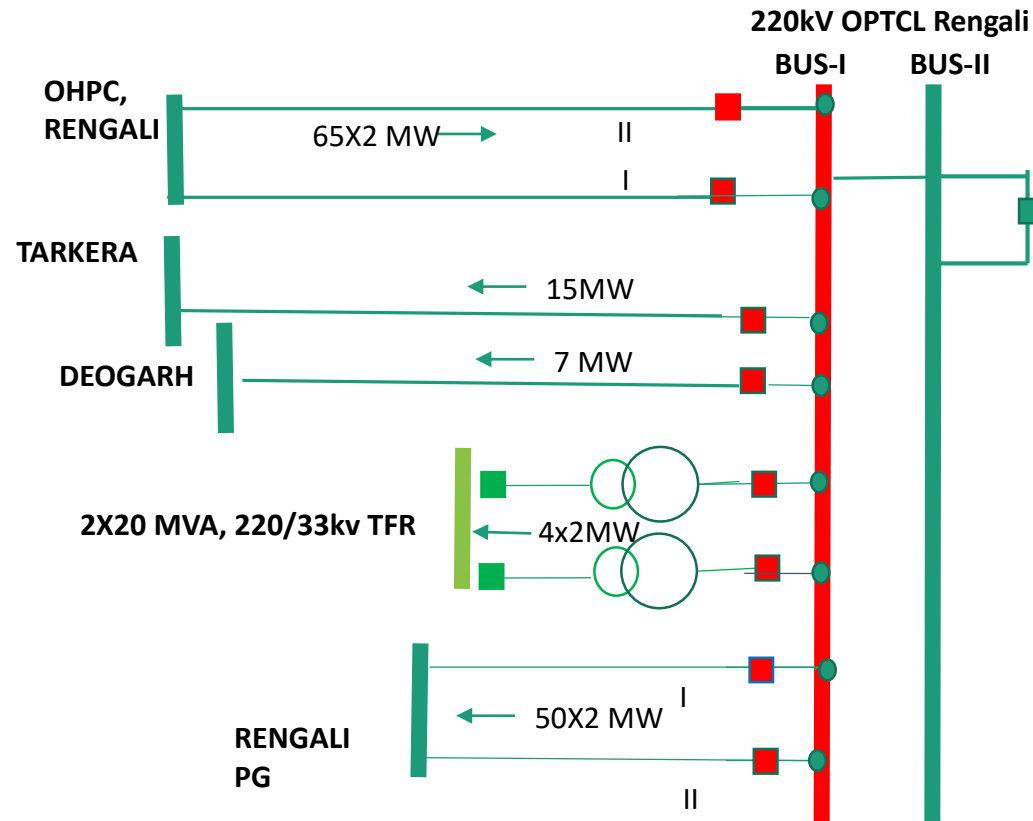 220kV OPTCL Rengali
BUS-I
BUS-II
OHPC,
RENGALI
65X2 MW
II
I
TARKERA
15MW
7 MW
DEOGARH
2X20 MVA, 220/33kv TFR
4x2MW
I
50X2 MW
RENGALI
PG
II